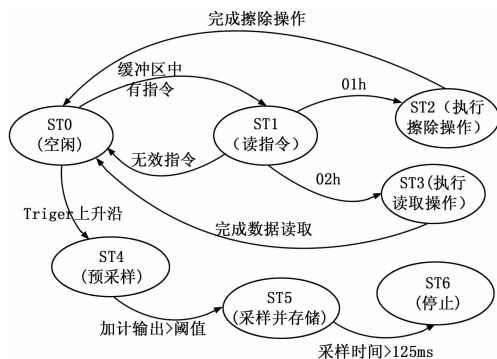 完成擦除操作
缓冲区中
有指令
01h
ST0
(空闲)
ST1
(读指令)
ST2（执行
擦除操作）
无效指令
02h
ST3(执行
读取操作）
Triger上升沿
完成数据读取
ST4
(预采样)
ST5
(采样并存储)
ST6
(停止)
加计输出>阈值
采样时间>125ms